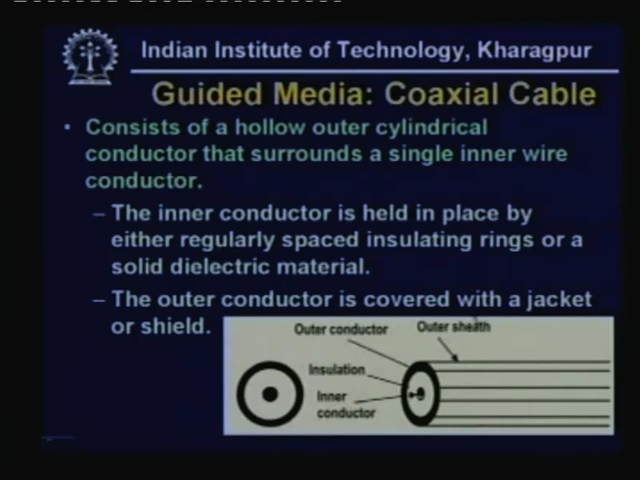 Indian Institute of Technology, Kharagpur
Guided Media: Coaxial Cable
• Consists of a hollow outer cylindrical
conductor that surrounds a single inner wire
conductor.
– The inner conductor is held in place by
either regularly spaced insulating rings or a
solid dielectric material.
– The outer conductor is covered with a jacket
or shield.
Outer conductor
Outer sheath
Insulation
Inner
conductor